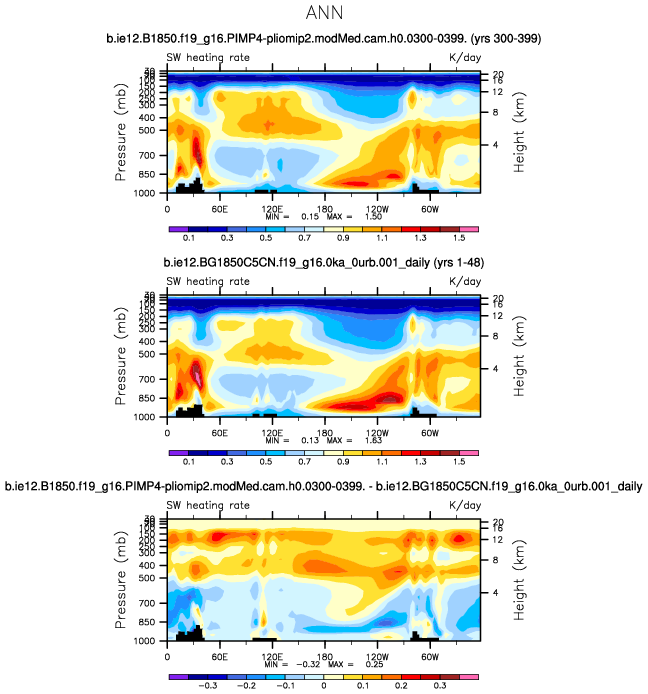 ANN
b.ie12.B1850.f19_g16.PIMP4-pliomip2.modMed.cam.h0.0300-0399. (yrs 300-399)
SW heating rate K/day
Pressure (mb)
Height (km)
100
150
200
250
300
400
500
700
850
1000
20
16
12
8
4
0 60E 120E 180 120W 60W
MIN = 0.15 MAX = 1.50
0.1 0.3 0.5 0.7 0.9 1.1 1.3 1.5
b.ie12.BG1850C5CN.f19_g16.0ka_0urb.001_daily (yrs 1-48)
SW heating rate K/day
Pressure (mb)
Height (km)
100
150
200
250
300
400
500
700
850
1000
20
16
12
8
4
0 60E 120E 180 120W 60W
MIN = 0.13 MAX = 1.63
0.1 0.3 0.5 0.7 0.9 1.1 1.3 1.5
b.ie12.B1850.f19_g16.PIMP4-pliomip2.modMed.cam.h0.0300-0399. - b.ie12.BG1850C5CN.f19_g16.0ka_0urb.001_daily
SW heating rate K/day
Pressure (mb)
Height (km)
100
150
200
250
300
400
500
700
850
1000
20
16
12
8
4
0 60E 120E 180 120W 60W
MIN = -0.32 MAX = 0.25
-0.3 -0.2 -0.1 0 0.1 0.2 0.3